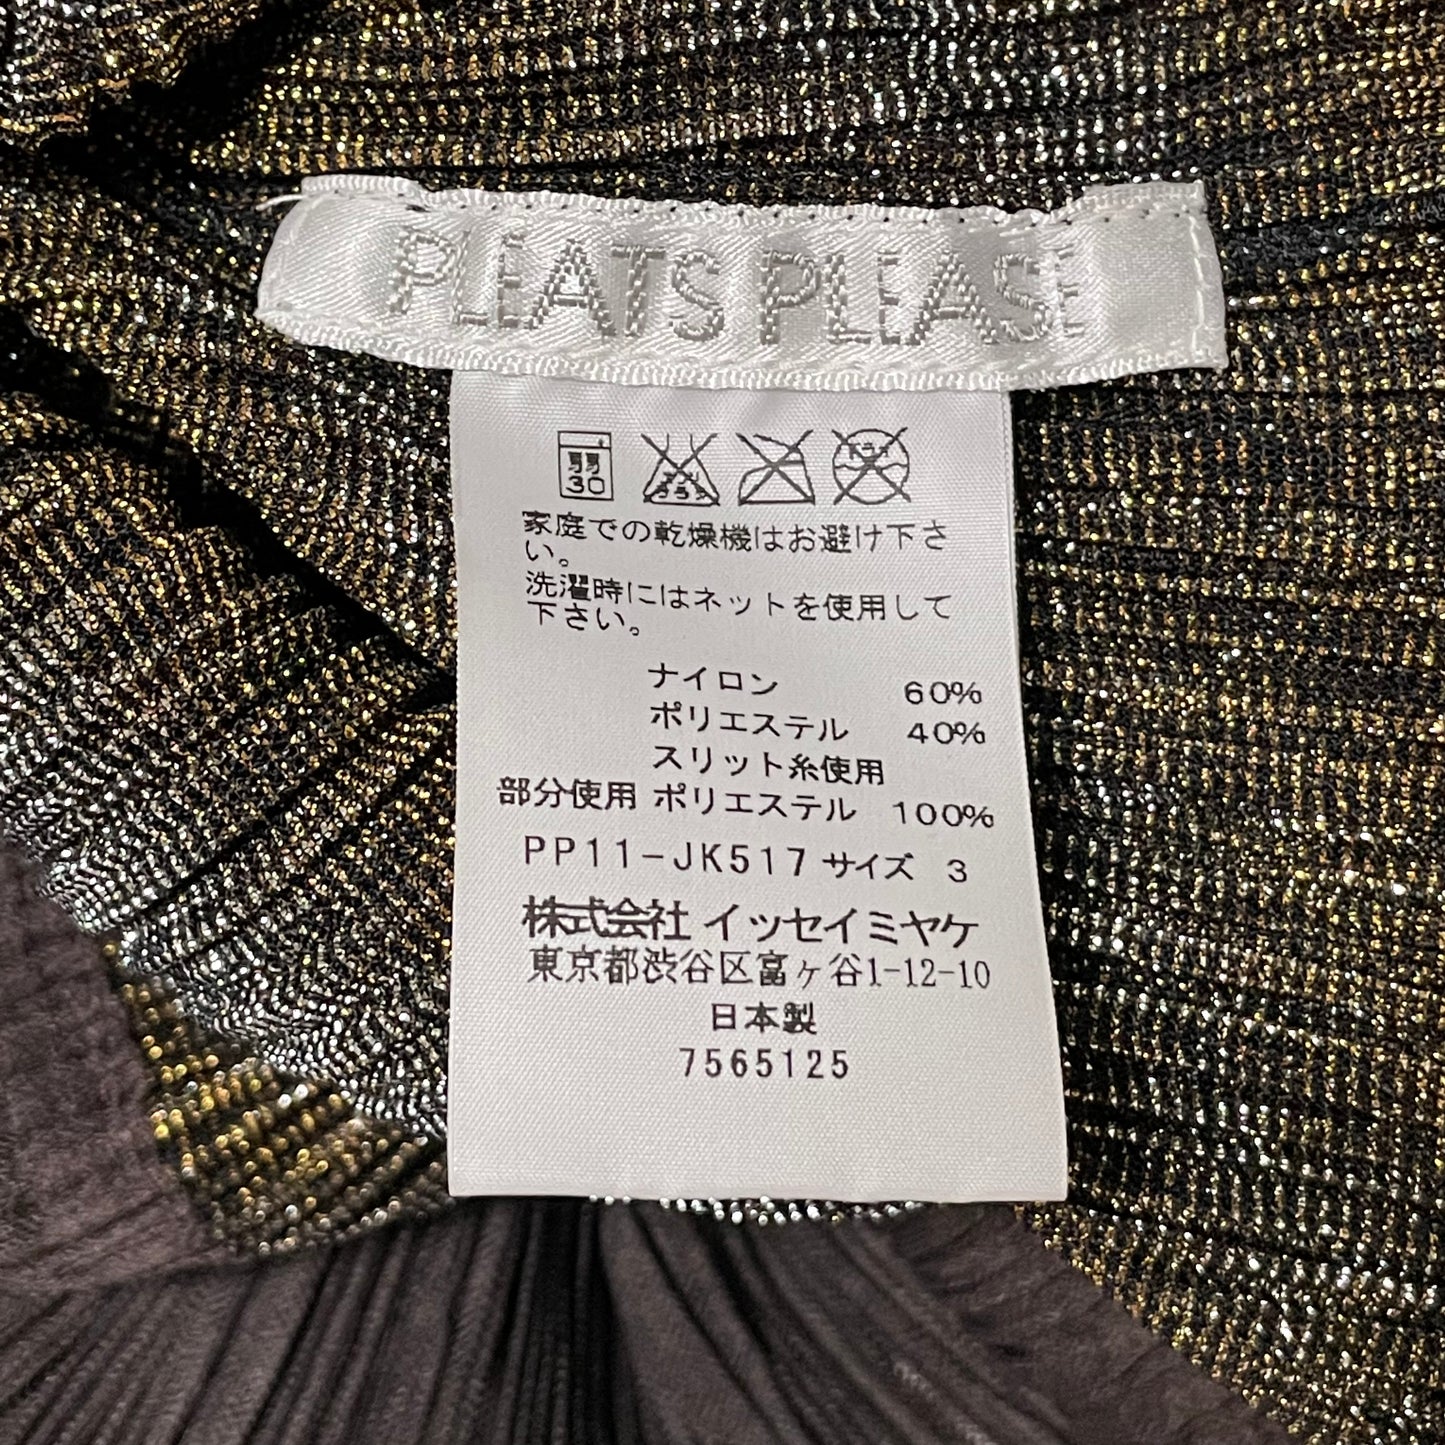 PLEATS PLEASE
弱
30
家庭での乾燥機はお避け下さ
い。
洗濯時にはネットを使用して
下さい。
ナイロン 60%
ポリエステル 40%
スリット糸使用
部分使用 ポリエステル 100%
PP11-JK517 サイズ 3
株式会社 イッセイミヤケ
東京都渋谷区富ヶ谷1-12-10
日本製
7565125